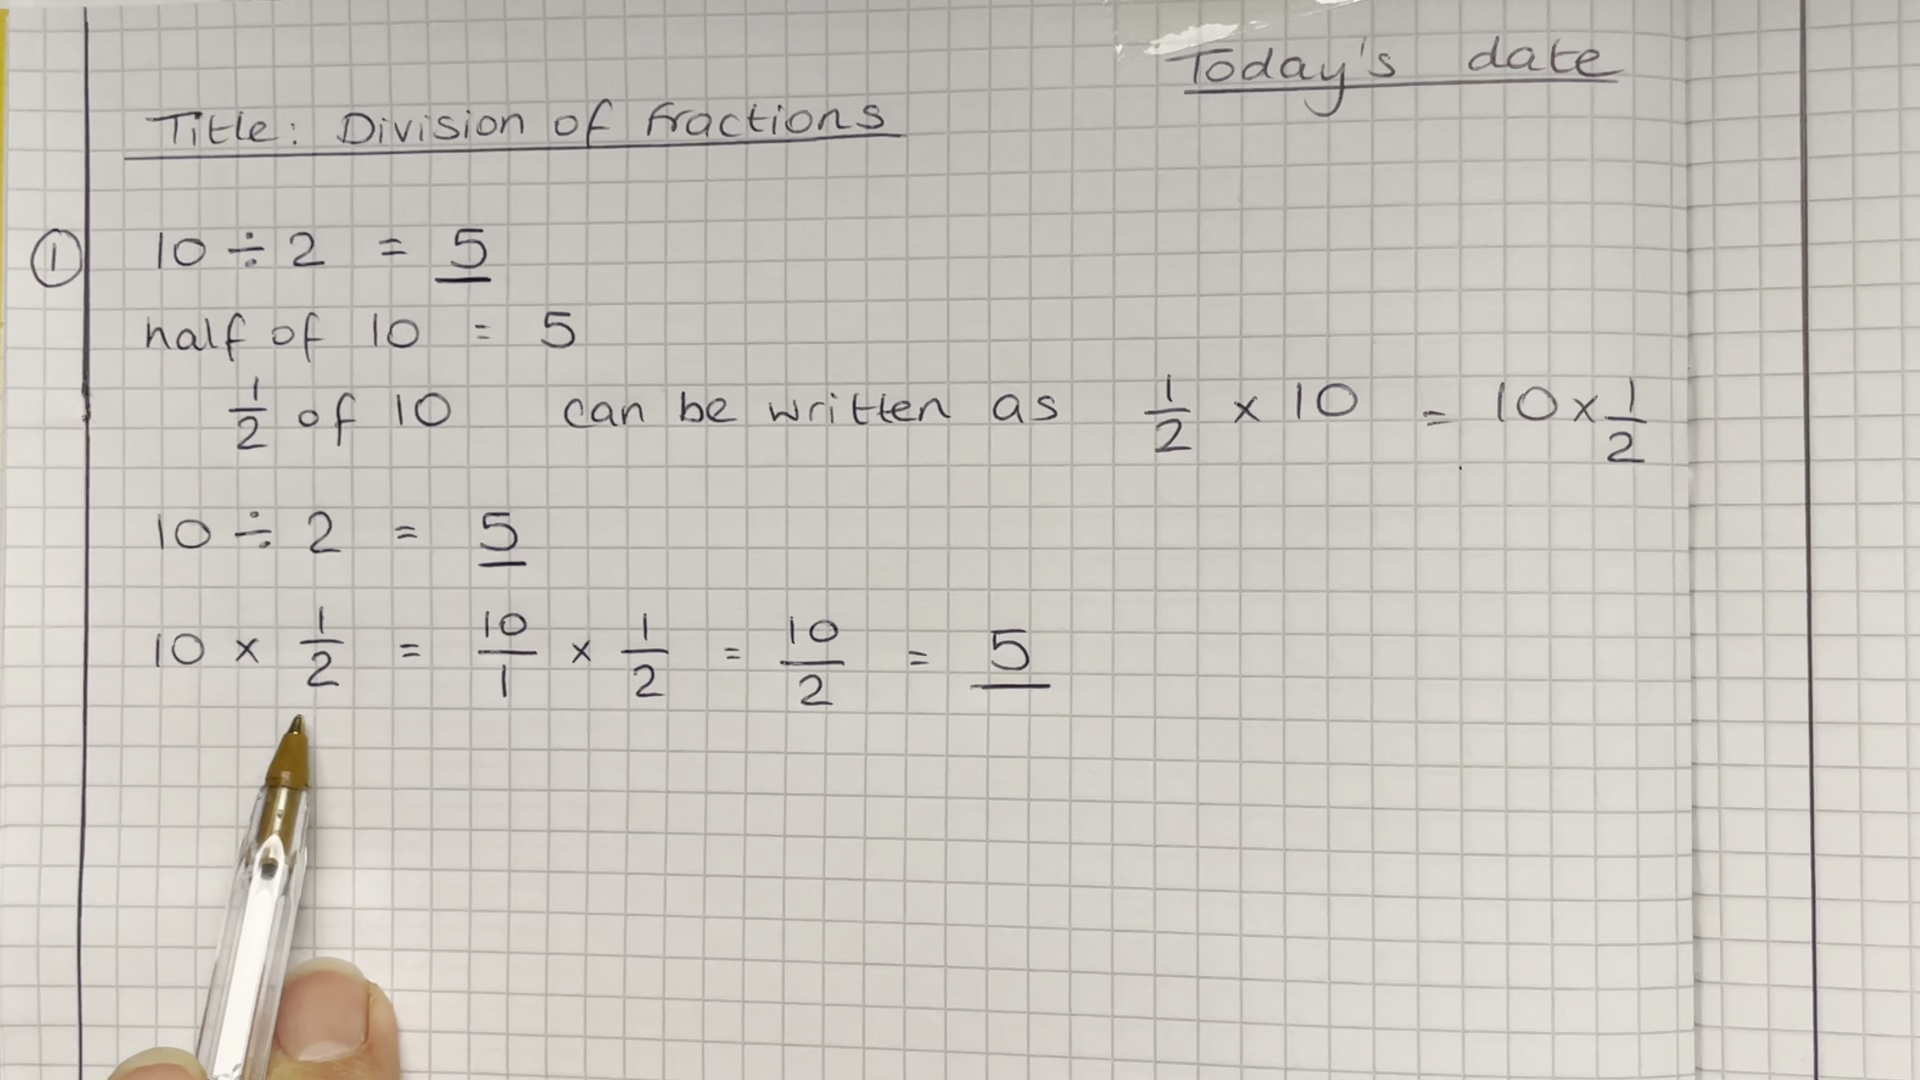 Today's date
Title: Division of fractions
① 10 ÷ 2 = 5
half of 10 = 5
1/2 of 10 can be written as 1/2 × 10 = 10 × 1/2
10 ÷ 2 = 5
10 × 1/2 = 10/1 × 1/2 = 10/2 = 5